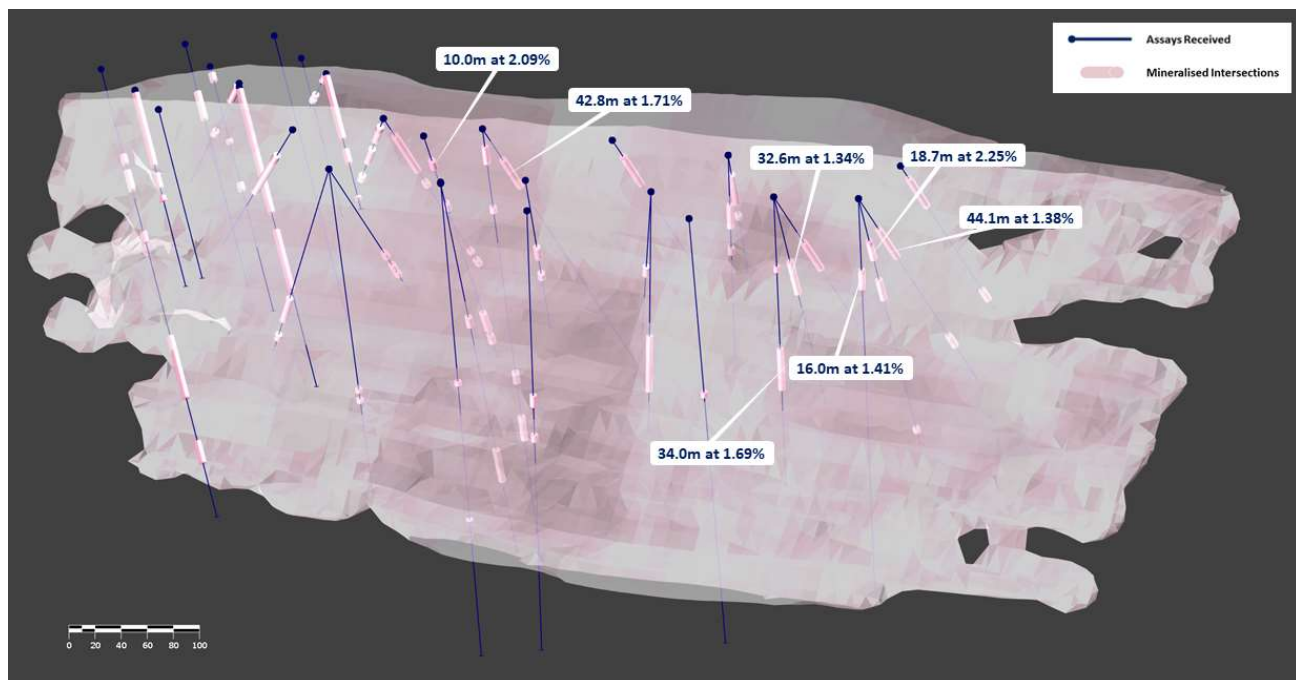 10.0m at 2.09%
Assays Received
Mineralised Intersections
42.8m at 1.71%
32.6m at 1.34%
18.7m at 2.25%
44.1m at 1.38%
16.0m at 1.41%
34.0m at 1.69%
0 20 40 60 80 100